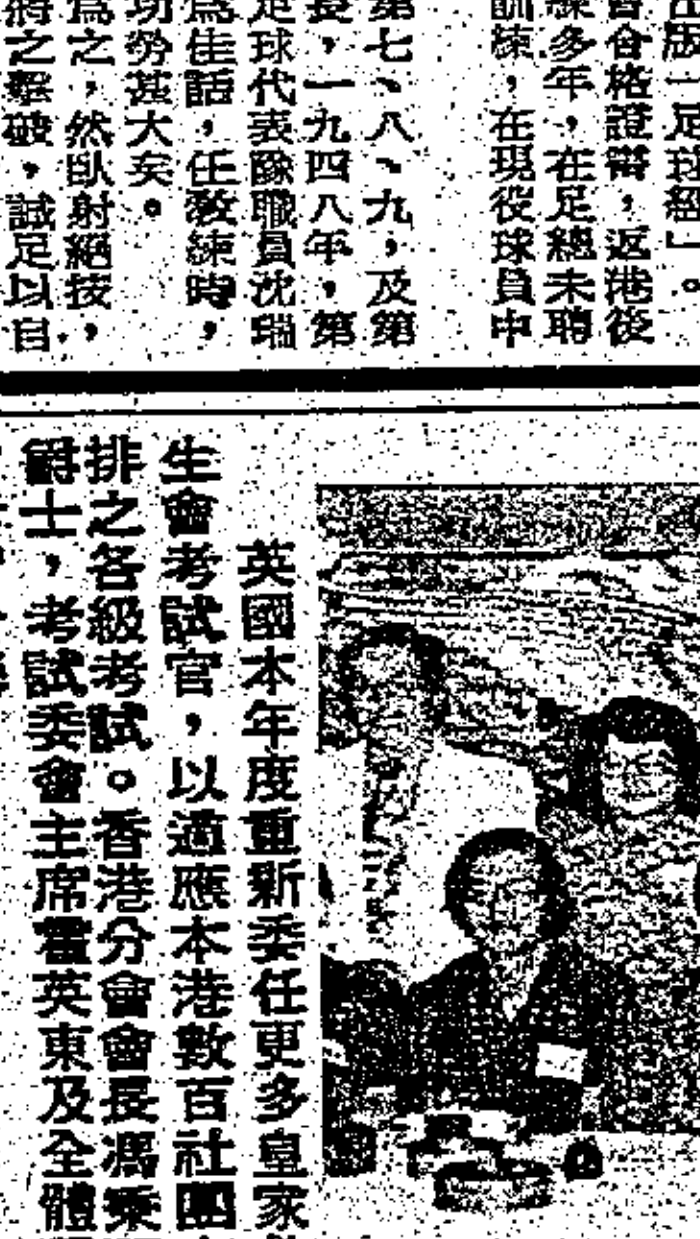 出版「足球經」。
會合格證書，返港後
練多年，在足總未聘
訓練，在現役球員中
第七、八、九，及第
長，一九四八年，第
足球代表隊職員沈瑞
為佳話，任教練時，
功勞甚大矣。
為之，然臥射絕技，
將之擊破，誠足以自
英國本年度重新委任更多皇家
生會考試官，以適應本港數百社團
排之各級考試。香港分會會長馮秉
爵士，考試委會主席霍英東及全體